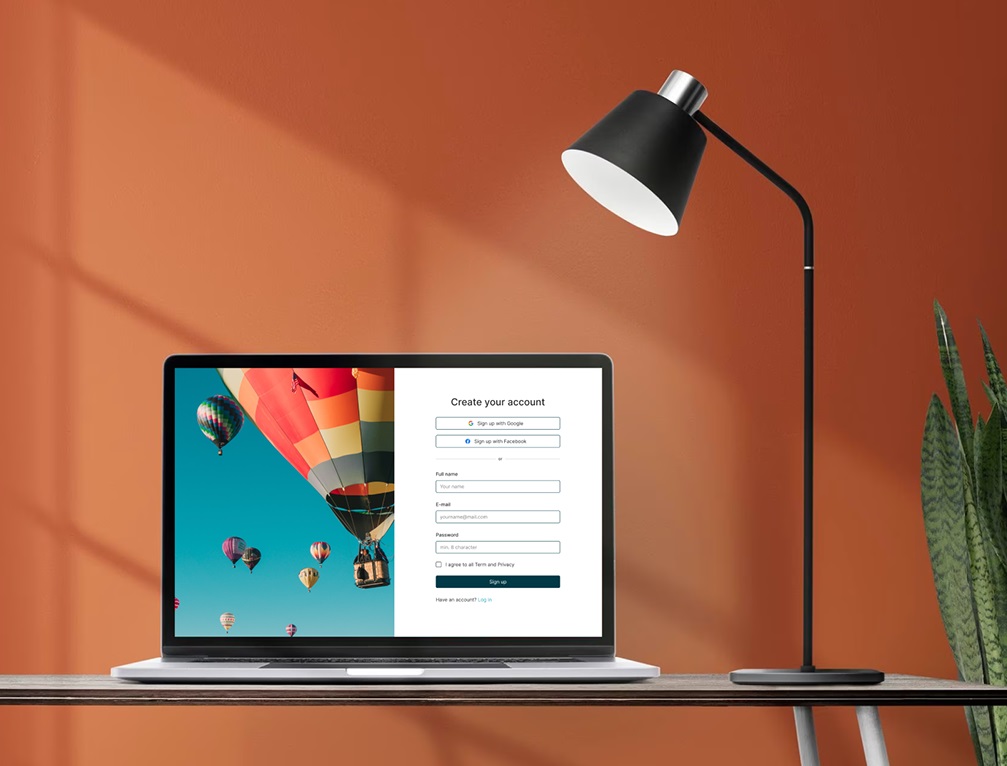 Create your account
Sign up with Google
Sign up with Facebook
or
Full name
Your name
E-mail
yourname@mail.com
Password
min. 8 character
I agree to all Term and Privacy
Sign up
Have an account? Log in